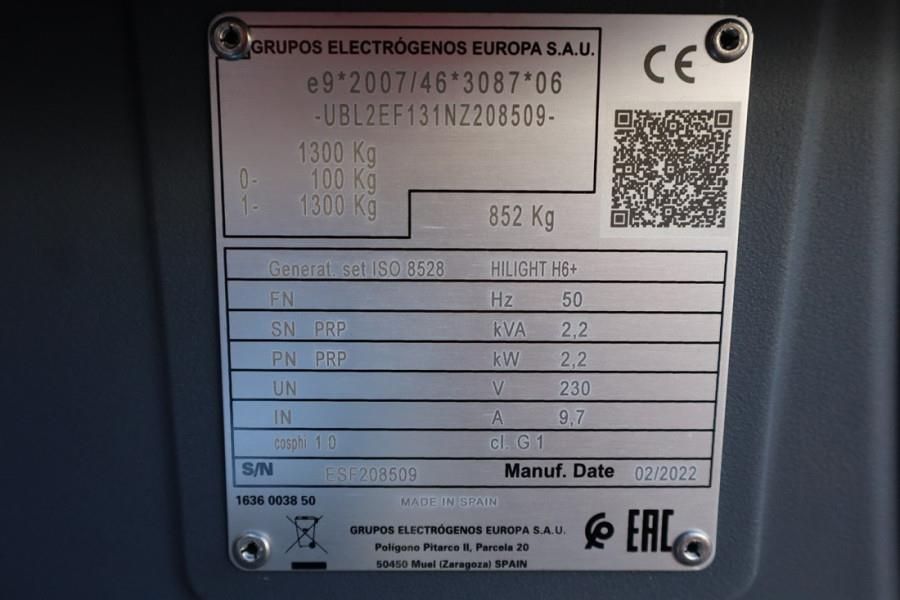 GRUPOS ELECTRÓGENOS EUROPA S.A.U.
e9*2007/46*3087*06
-UBL2EF131NZ208509-
1300 Kg
0- 100 Kg
1- 1300 Kg
852 Kg
CE
Generat. set ISO 8528 HILIGHT H6+
FN Hz 50
SN PRP kVA 2,2
PN PRP kW 2,2
UN V 230
IN A 9,7
cosphi 1.0 cl. G 1
S/N ESF208509 Manuf. Date 02/2022
1636 0038 50 MADE IN SPAIN
GRUPOS ELECTRÓGENOS EUROPA S.A.U.
Polígono Pitarco II, Parcela 20
50450 Muel (Zaragoza) SPAIN
EAC